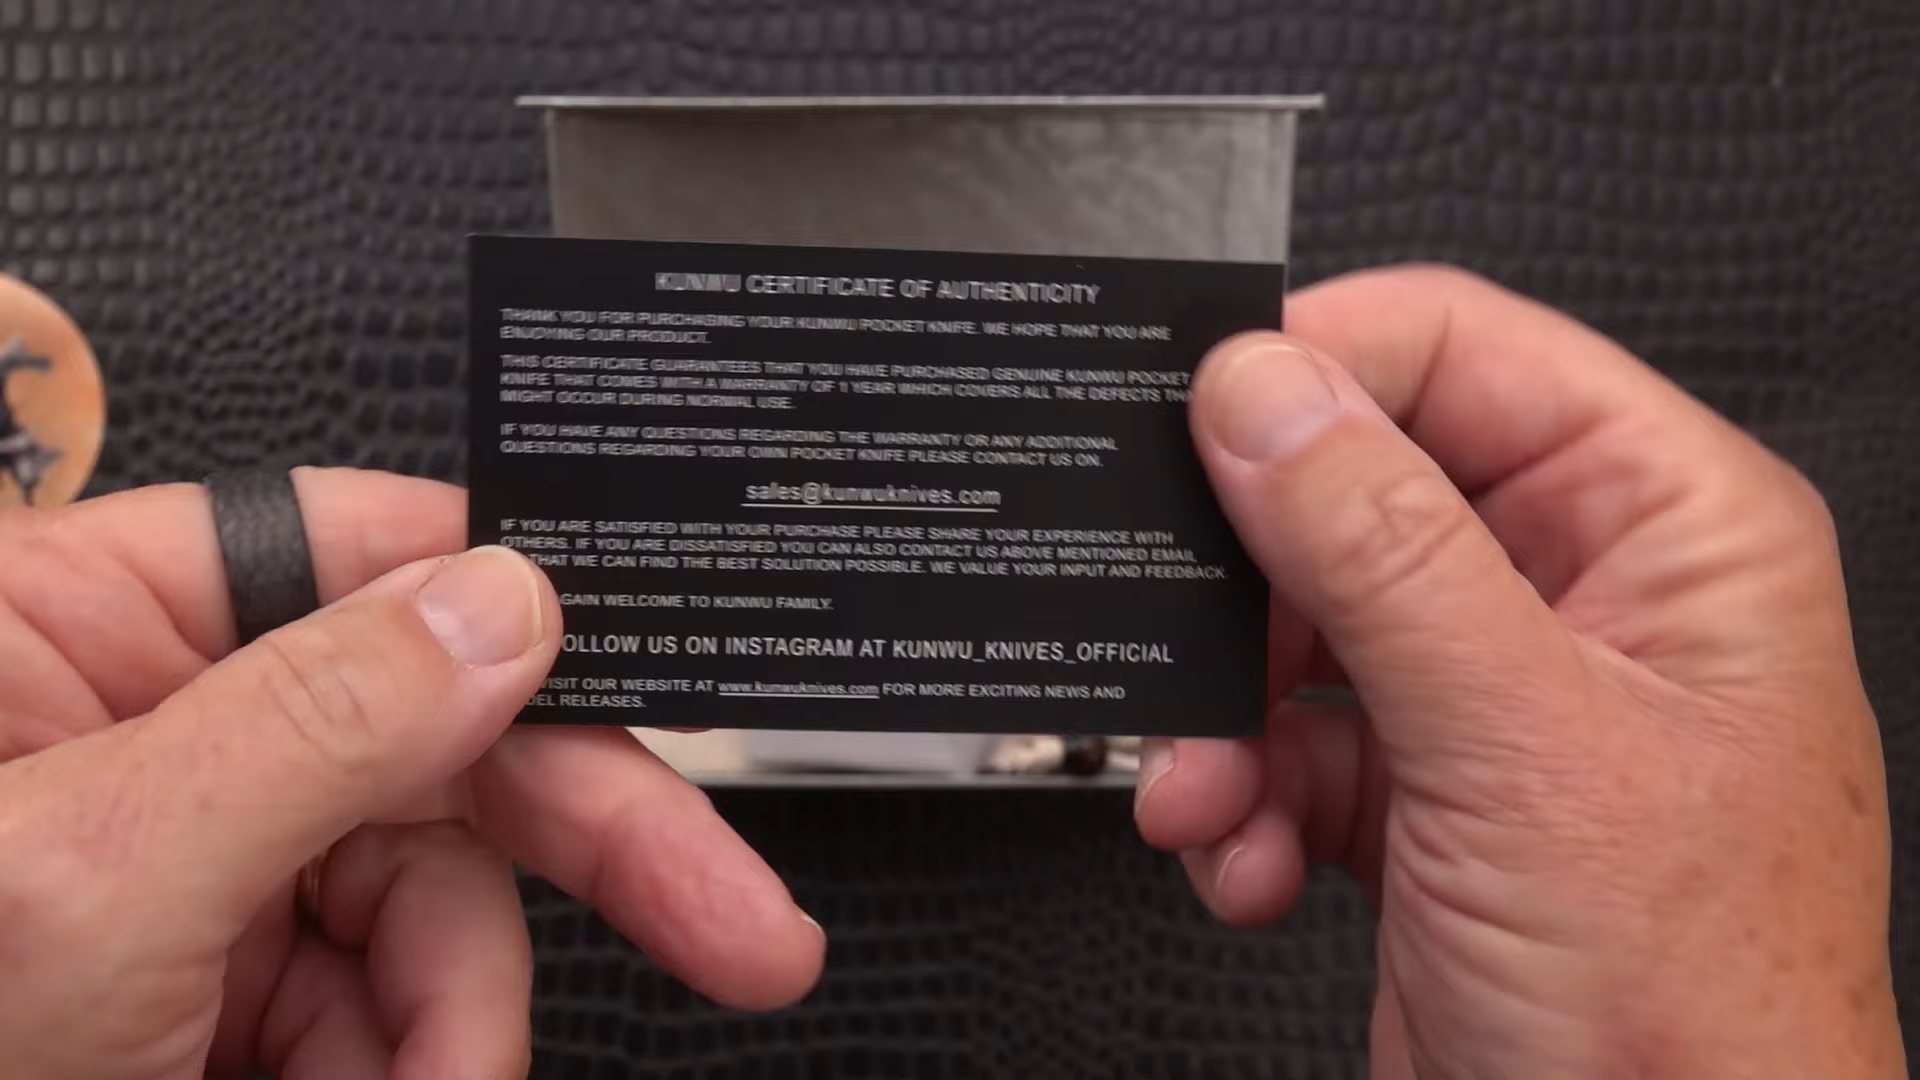 KUNWU CERTIFICATE OF AUTHENTICITY
THANK YOU FOR PURCHASING YOUR KUNWU POCKET KNIFE. WE HOPE THAT YOU ARE
ENJOYING OUR PRODUCT.
THIS CERTIFICATE GUARANTEES THAT YOU HAVE PURCHASED GENUINE KUNWU POCKET
KNIFE THAT COMES WITH A WARRANTY OF 1 YEAR WHICH COVERS ALL THE DEFECTS
MIGHT OCCUR DURING NORMAL USE.
IF YOU HAVE ANY QUESTIONS REGARDING THE WARRANTY OR ANY ADDITIONAL
QUESTIONS REGARDING YOUR OWN POCKET KNIFE PLEASE CONTACT US ON.
sales@kunwuknives.com
IF YOU ARE SATISFIED WITH YOUR PURCHASE PLEASE SHARE YOUR EXPERIENCE WITH
OTHERS. IF YOU ARE DISSATISFIED YOU CAN ALSO CONTACT US ABOVE MENTIONED EMAIL
THAT WE CAN FIND THE BEST SOLUTION POSSIBLE. WE VALUE YOUR INPUT AND FEEDBACK.
GAIN WELCOME TO KUNWU FAMILY.
OLLOW US ON INSTAGRAM AT KUNWU_KNIVES_OFFICIAL
VISIT OUR WEBSITE AT www.kunwuknives.com FOR MORE EXCITING NEWS AND
DEL RELEASES.